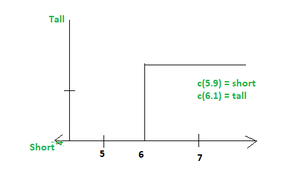 Tall
c(5.9) = short
c(6.1) = tall
Short
5 6 7